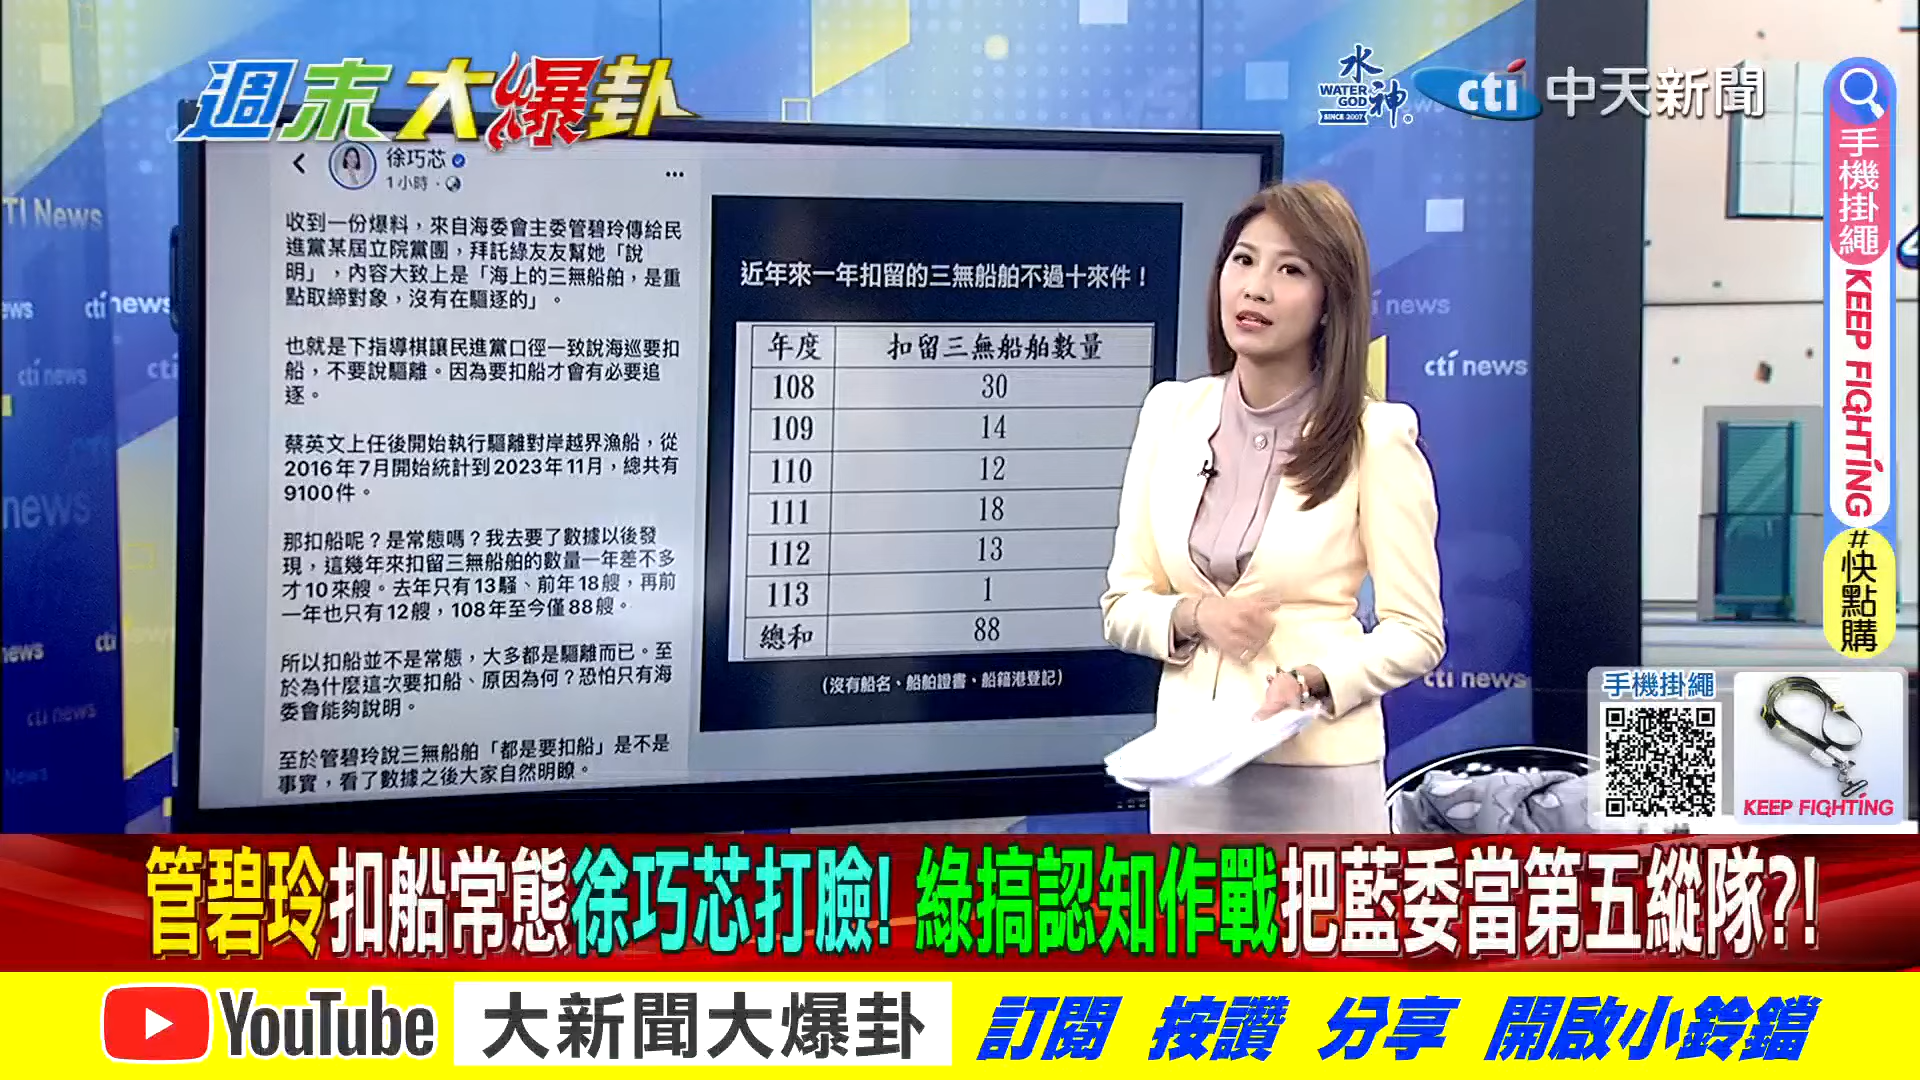 週末大爆卦
水神
WATER GOD
SINCE 2007
cti 中天新聞
手機掛繩
KEEP FIGHTING
#快點購
徐巧芯
1小時
收到一份爆料，來自海委會主委管碧玲傳給民
進黨某屆立院黨團，拜託綠友友幫她「說
明」，內容大致上是「海上的三無船舶，是重
點取締對象，沒有在驅逐的」。
也就是下指導棋讓民進黨口徑一致說海巡要扣
船，不要說驅離。因為要扣船才會有必要追
逐。
蔡英文上任後開始執行驅離對岸越界漁船，從
2016年7月開始統計到2023年11月，總共有
9100件。
那扣船呢？是常態嗎？我去要了數據以後發
現，這幾年來扣留三無船舶的數量一年差不多
才10來艘。去年只有13騷、前年18艘，再前
一年也只有12艘，108年至今僅88艘。
所以扣船並不是常態，大多都是驅離而已。至
於為什麼這次要扣船、原因為何？恐怕只有海
委會能夠說明。
至於管碧玲說三無船舶「都是要扣船」是不是
事實，看了數據之後大家自然明瞭。
近年來一年扣留的三無船舶不過十來件！
年度 扣留三無船舶數量
108 30
109 14
110 12
111 18
112 13
113 1
總和 88
(沒有船名、船舶證書、船籍港登記)
TI News
cti news
news
cti news
cti news
news
cti news
cti news
手機掛繩
KEEP FIGHTING
管碧玲扣船常態徐巧芯打臉! 綠搞認知作戰把藍委當第五縱隊?!
YouTube 大新聞大爆卦 訂閱 按讚 分享 開啟小鈴鐺